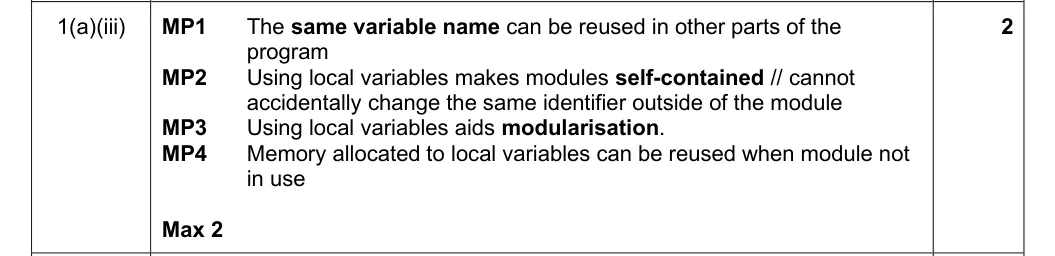 1(a)(iii) MP1 The same variable name can be reused in other parts of the 2
program
MP2 Using local variables makes modules self-contained // cannot
accidentally change the same identifier outside of the module
MP3 Using local variables aids modularisation.
MP4 Memory allocated to local variables can be reused when module not
in use
Max 2